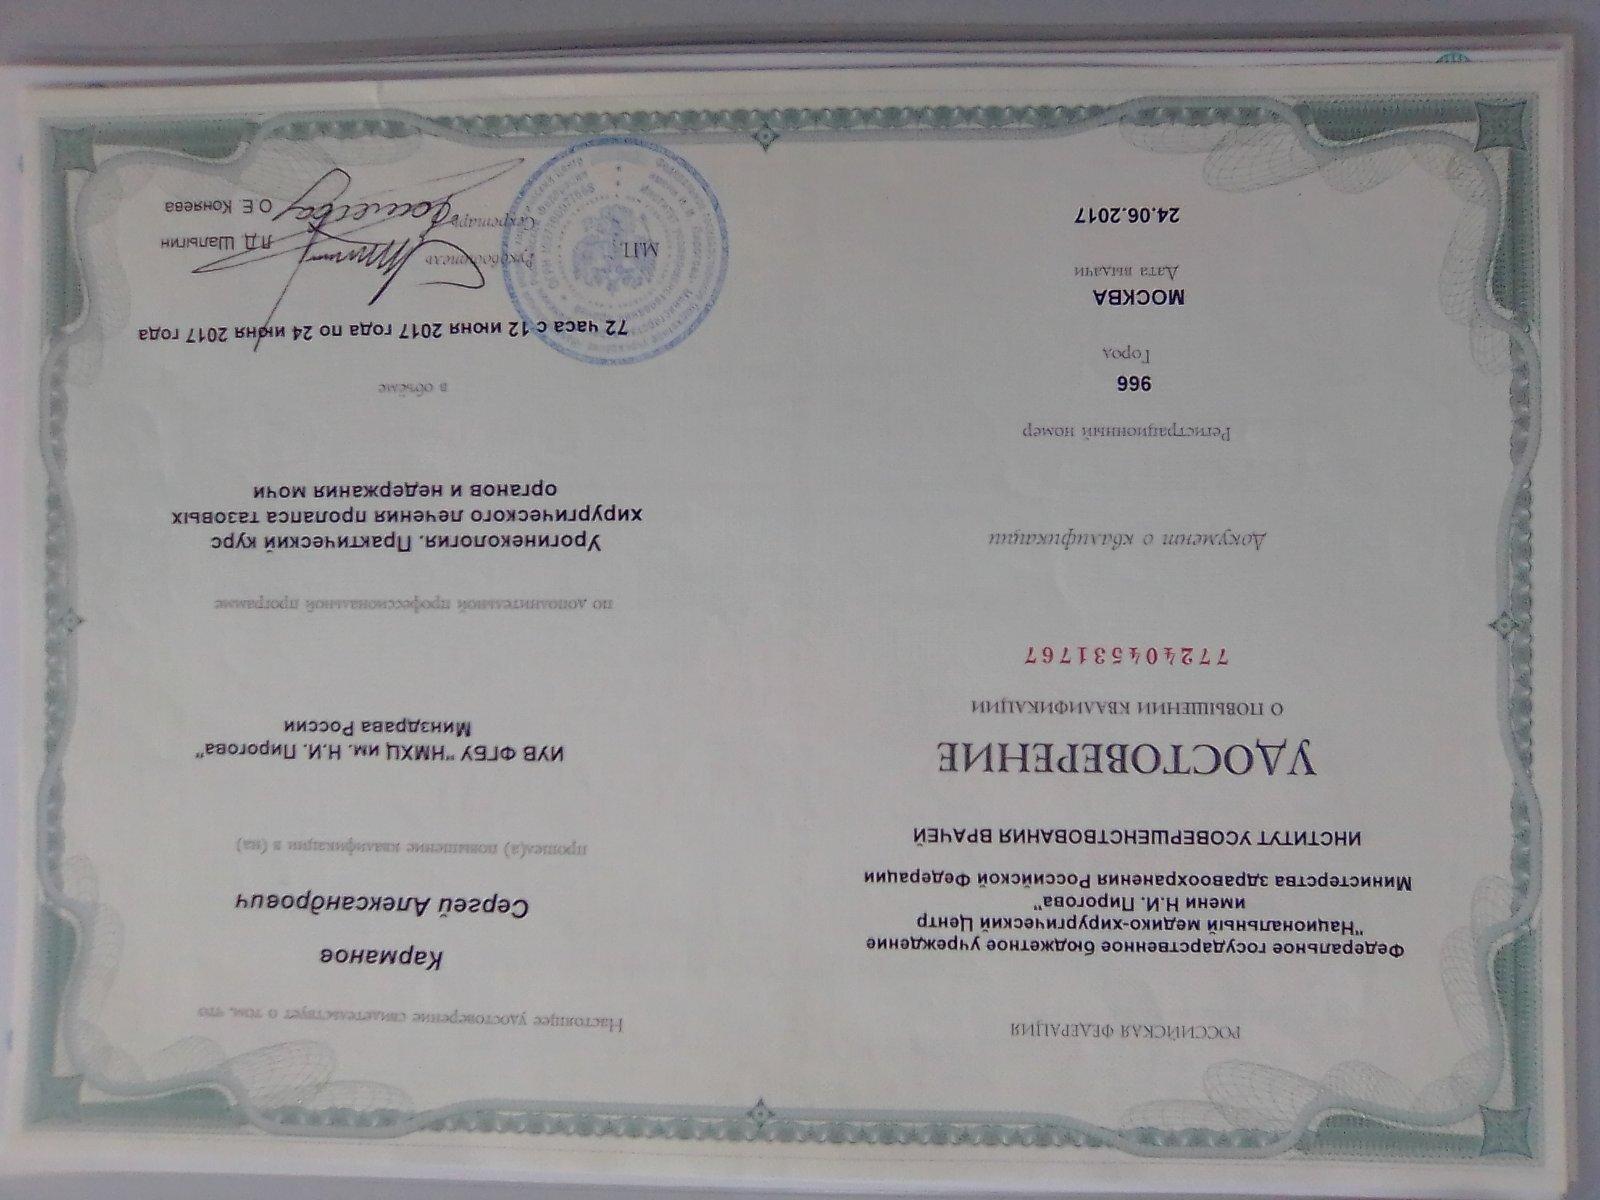 РОССИЙСКАЯ ФЕДЕРАЦИЯ
Федеральное государственное бюджетное учреждение
"Национальный медико-хирургический Центр
имени Н.И. Пирогова"
Министерства здравоохранения Российской Федерации
ИНСТИТУТ УСОВЕРШЕНСТВОВАНИЯ ВРАЧЕЙ
УДОСТОВЕРЕНИЕ
О ПОВЫШЕНИИ КВАЛИФИКАЦИИ
772404531767
Документ о квалификации
Регистрационный номер
966
Город
МОСКВА
Дата выдачи
24.06.2017
Настоящее удостоверение свидетельствует о том, что
Карманов
Сергей Александрович
прошел(а) повышение квалификации в (на)
ИУВ ФГБУ "НМХЦ им. Н.И. Пирогова"
Минздрава России
по дополнительной профессиональной программе
Урогинекология. Практический курс
хирургического лечения пролапса тазовых
органов и недержания мочи
в объёме
72 часа с 12 июня 2017 года по 24 июня 2017 года
М.П.
Руководитель
Л.Д. Шалыгин
Секретарь
О.Е. Коняева